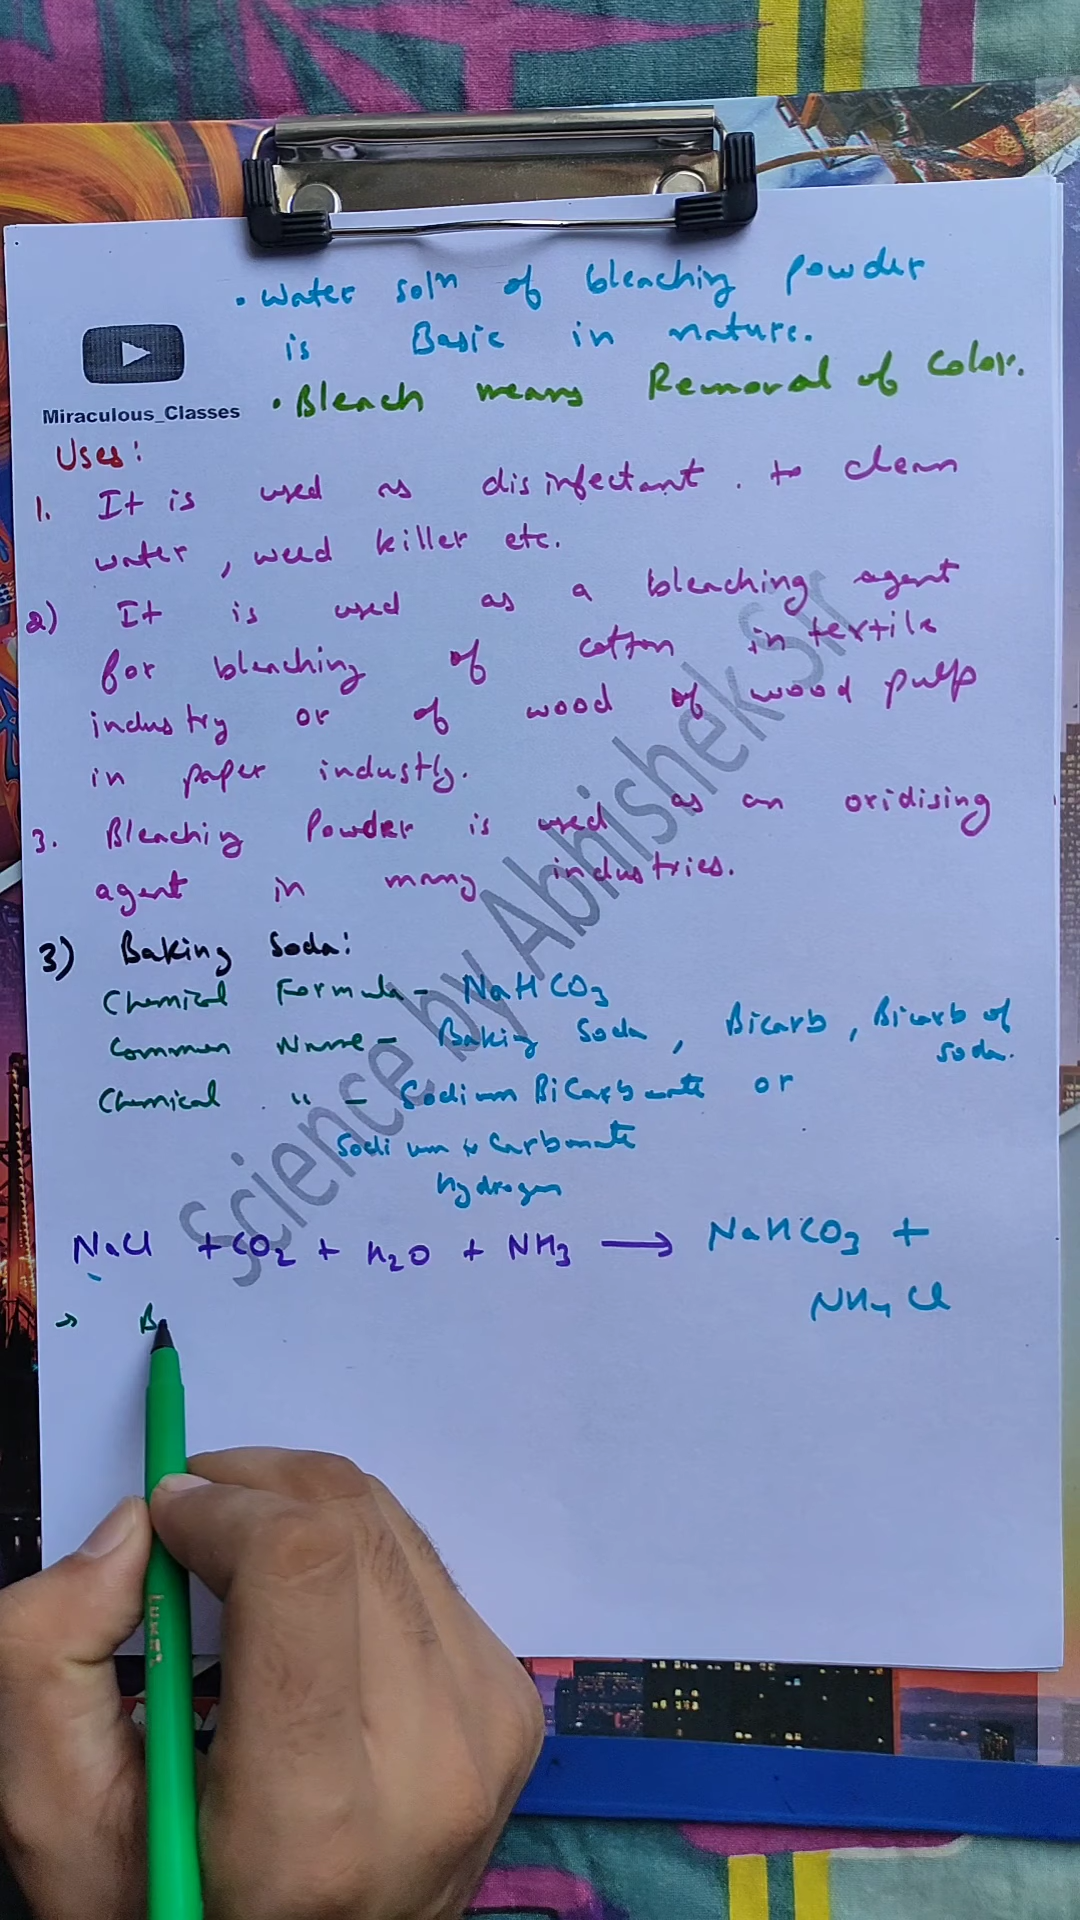 • Water solⁿ of bleaching powder
is Basic in nature.
Miraculous_Classes
• Bleach means Removal of Color.
Uses:
1. It is used as disinfectant. to clean
water, weed killer etc.
2) It is used as a bleaching agent
for bleaching of cotton in textile
industry or of wood of wood pulp
in paper industry.
3. Bleaching Powder is used as an oxidising
agent in many industries.
3) Baking Soda:
Chemical Formula - NaHCO3
Common Name - Baking Soda, Bicarb, Bicarb of
soda.
Chemical " - Sodium BiCarbonate or
Sodium Carbonate
Hydrogen
NaCl + CO2 + H2O + NH3 → NaHCO3 +
NH4Cl
→ B
Science by Abhishek Sir